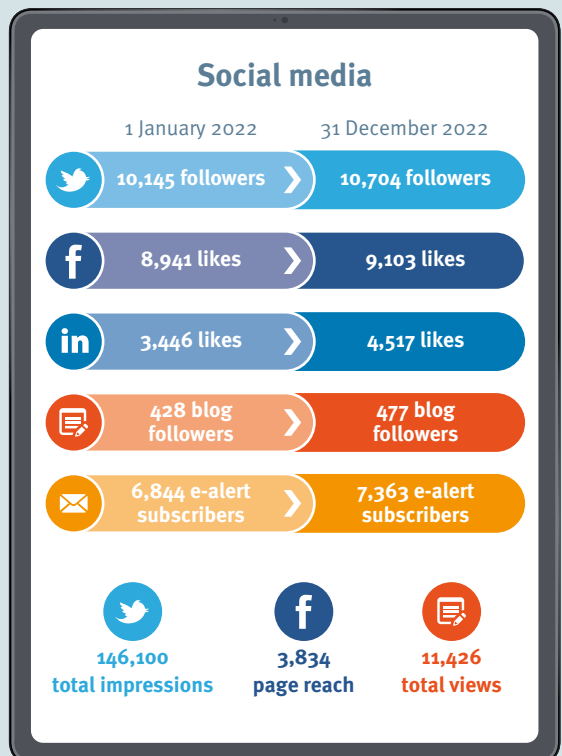 Social media
1 January 2022
31 December 2022
10,145 followers
10,704 followers
8,941 likes
9,103 likes
in
3,446 likes
4,517 likes
428 blog
followers
477 blog
followers
6,844 e-alert
subscribers
7,363 e-alert
subscribers
146,100
total impressions
3,834
page reach
11,426
total views